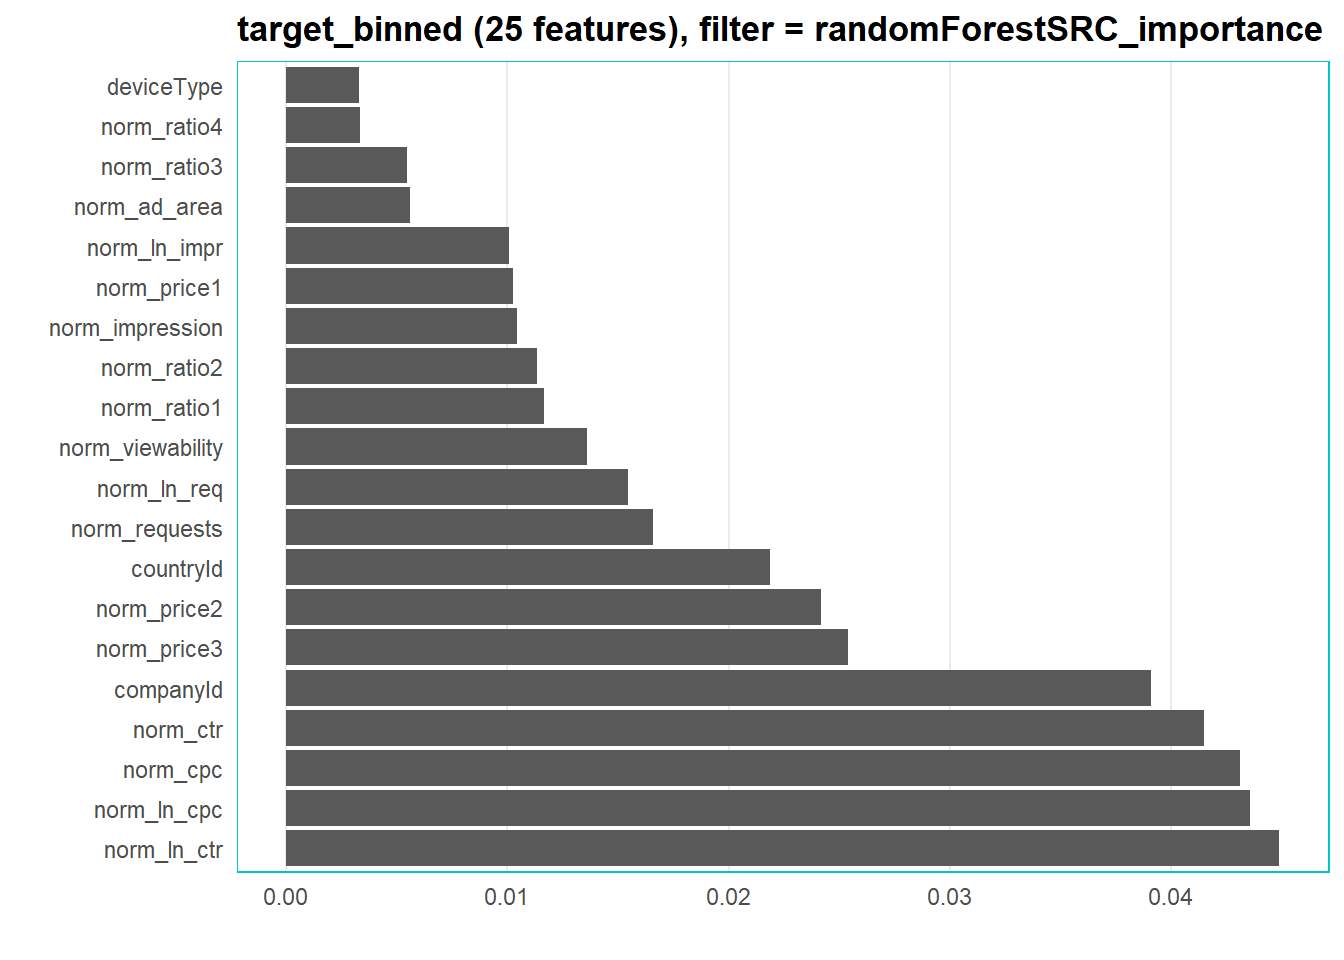 target_binned (25 features), filter = randomForestSRC_importance
deviceType
norm_ratio4
norm_ratio3
norm_ad_area
norm_ln_impr
norm_price1
norm_impression
norm_ratio2
norm_ratio1
norm_viewability
norm_ln_req
norm_requests
countryId
norm_price2
norm_price3
companyId
norm_ctr
norm_cpc
norm_ln_cpc
norm_ln_ctr
0.00 0.01 0.02 0.03 0.04